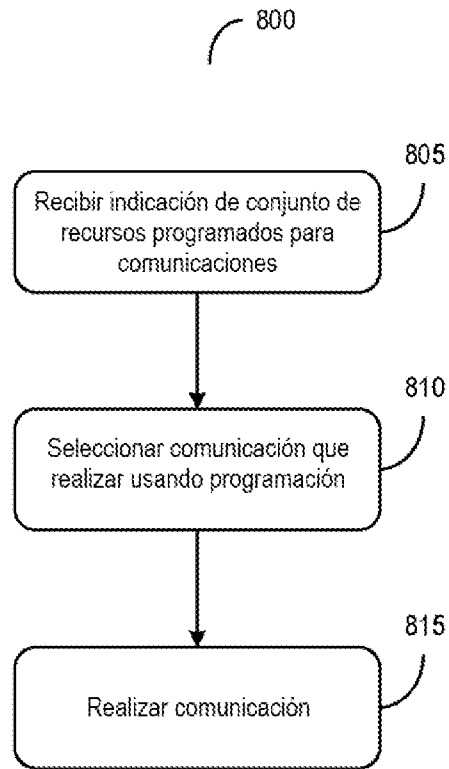 800
805
Recibir indicación de conjunto de
recursos programados para
comunicaciones
810
Seleccionar comunicación que
realizar usando programación
815
Realizar comunicación